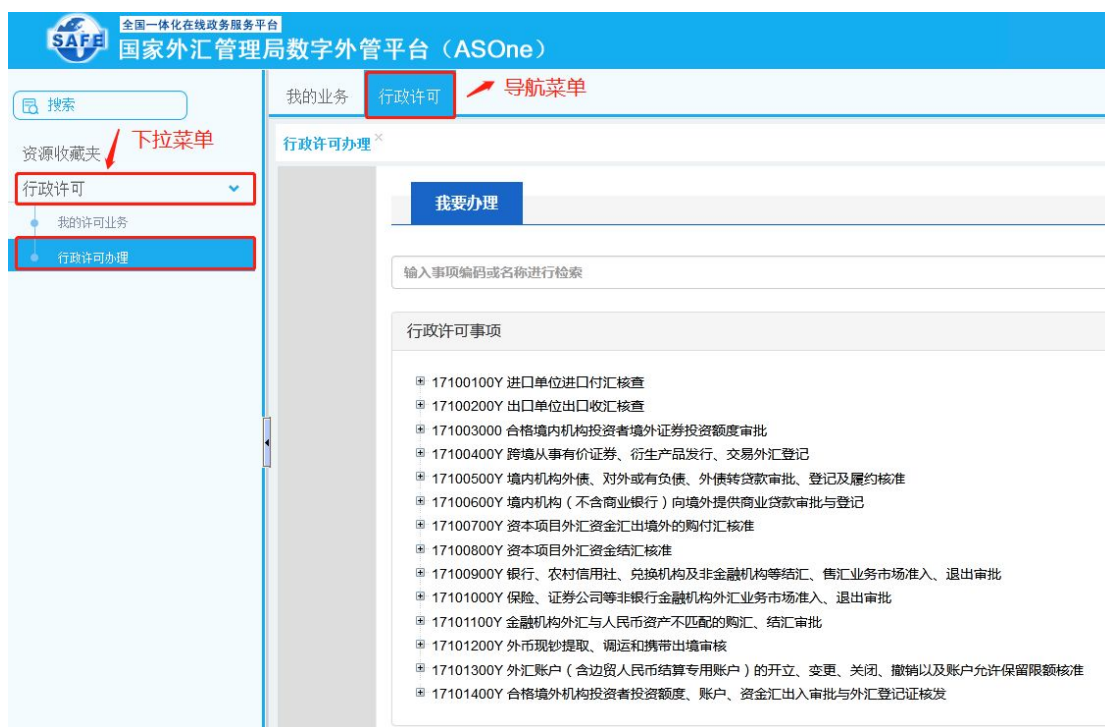 SAFE
全国一体化在线政务服务平台
国家外汇管理局数字外管平台（ASOne）
搜索
资源收藏夹
下拉菜单
行政许可
我的许可业务
行政许可办理
我的业务
行政许可
导航菜单
行政许可办理
我要办理
输入事项编码或名称进行检索
行政许可事项
17100100Y 进口单位进口付汇核查
17100200Y 出口单位出口收汇核查
171003000 合格境内机构投资者境外证券投资额度审批
17100400Y 跨境从事有价证券、衍生产品发行、交易外汇登记
17100500Y 境内机构外债、对外或有负债、外债转贷款审批、登记及履约核准
17100600Y 境内机构（不含商业银行）向境外提供商业贷款审批与登记
17100700Y 资本项目外汇资金汇出境外的购付汇核准
17100800Y 资本项目外汇资金结汇核准
17100900Y 银行、农村信用社、兑换机构及非金融机构等结汇、售汇业务市场准入、退出审批
17101000Y 保险、证券公司等非银行金融机构外汇业务市场准入、退出审批
17101100Y 金融机构外汇与人民币资产不匹配的购汇、结汇审批
17101200Y 外币现钞提取、调运和携带出境审核
17101300Y 外汇账户（含边贸人民币结算专用账户）的开立、变更、关闭、撤销以及账户允许保留限额核准
17101400Y 合格境外机构投资者投资额度、账户、资金汇出入审批与外汇登记证核发